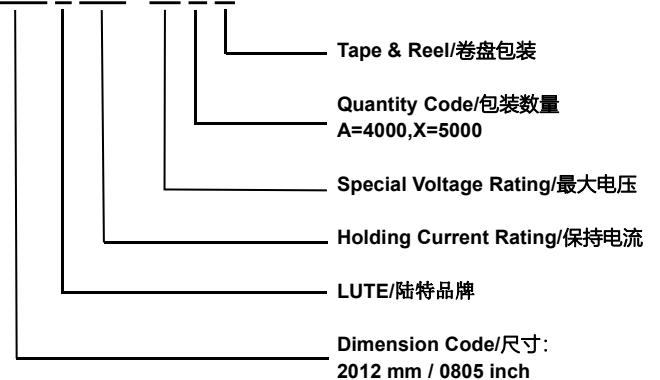 Tape & Reel/卷盘包装
Quantity Code/包装数量
A=4000,X=5000
Special Voltage Rating/最大电压
Holding Current Rating/保持电流
LUTE/陆特品牌
Dimension Code/尺寸：
2012 mm / 0805 inch